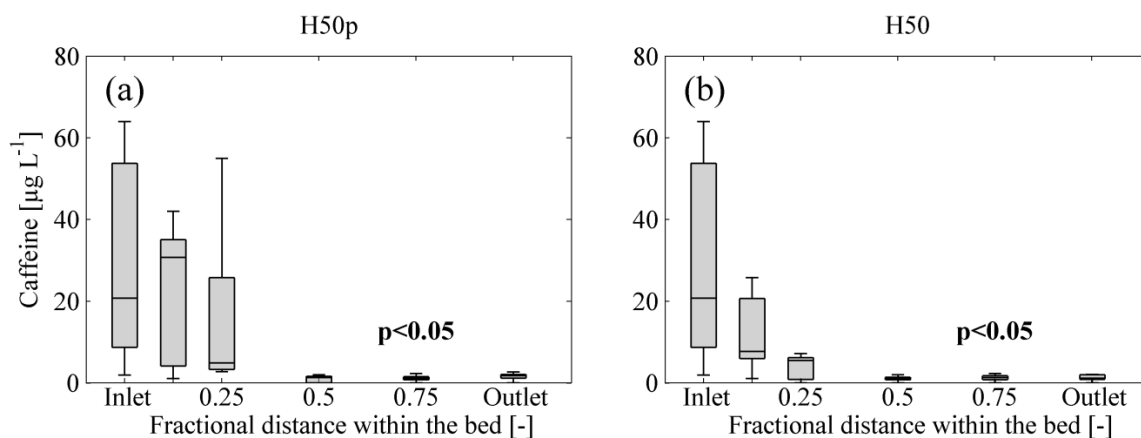 H50p
80
60
40
20
0
Caffeine [µg L⁻¹]
(a)
p<0.05
Inlet 0.25 0.5 0.75 Outlet
Fractional distance within the bed [-]
H50
80
60
40
20
0
(b)
p<0.05
Inlet 0.25 0.5 0.75 Outlet
Fractional distance within the bed [-]